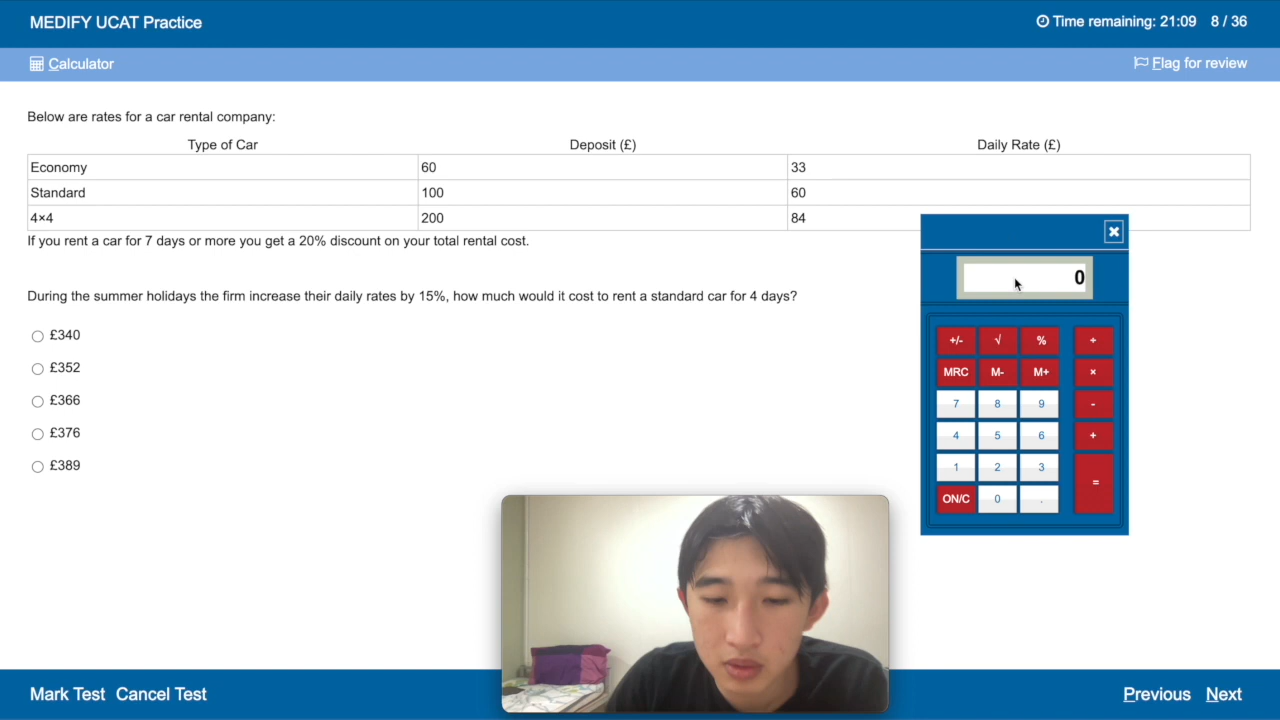 MEDIFY UCAT Practice
Time remaining: 21:09 8 / 36
Calculator
Flag for review
Below are rates for a car rental company:
Type of Car Deposit (£) Daily Rate (£)
Economy 60 33
Standard 100 60
4×4 200 84
If you rent a car for 7 days or more you get a 20% discount on your total rental cost.
During the summer holidays the firm increase their daily rates by 15%, how much would it cost to rent a standard car for 4 days?
£340
£352
£366
£376
£389
0
+/- √ % ÷
MRC M- M+ ×
7 8 9 -
4 5 6 +
1 2 3 =
ON/C 0 .
Mark Test Cancel Test
Previous Next